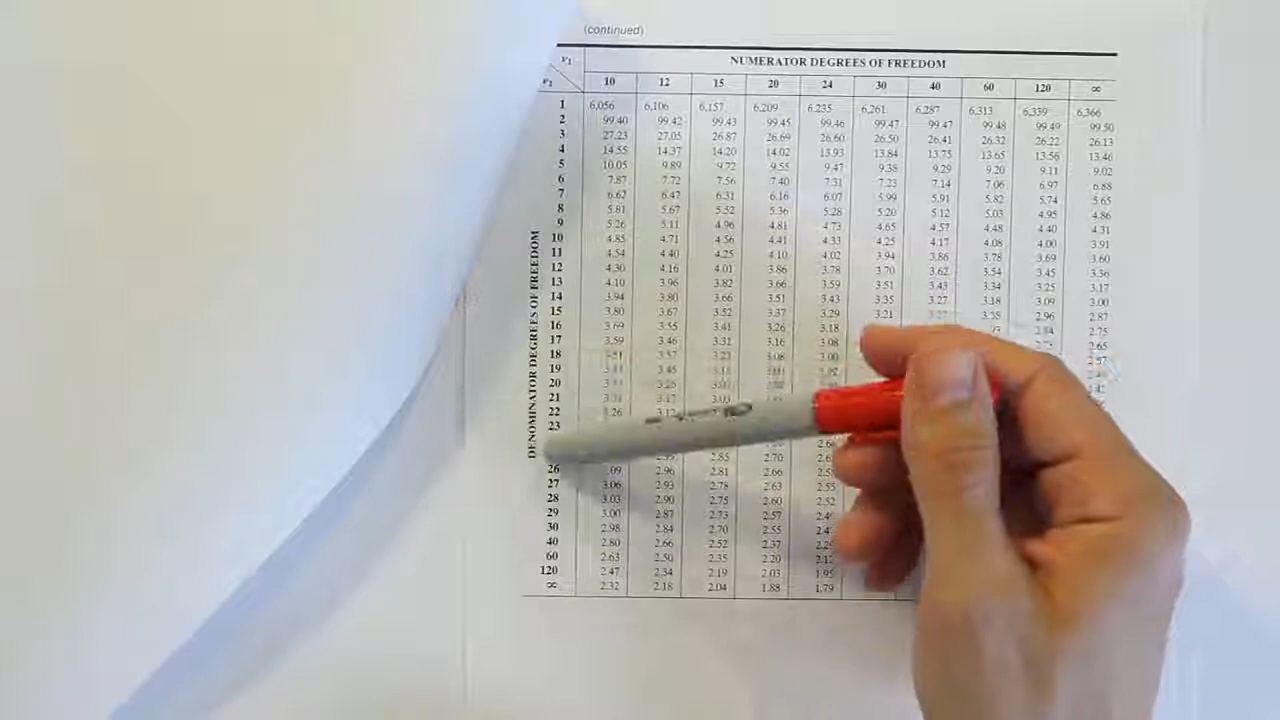 (continued)
ν1 NUMERATOR DEGREES OF FREEDOM
ν2 10 12 15 20 24 30 40 60 120 ∞
DENOMINATOR DEGREES OF FREEDOM
1 6,056 6,106 6,157 6,209 6,235 6,261 6,287 6,313 6,339 6,366
2 99.40 99.42 99.43 99.45 99.46 99.47 99.47 99.48 99.49 99.50
3 27.23 27.05 26.87 26.69 26.60 26.50 26.41 26.32 26.22 26.13
4 14.55 14.37 14.20 14.02 13.93 13.84 13.75 13.65 13.56 13.46
5 10.05 9.89 9.72 9.55 9.47 9.38 9.29 9.20 9.11 9.02
6 7.87 7.72 7.56 7.40 7.31 7.23 7.14 7.06 6.97 6.88
7 6.62 6.47 6.31 6.16 6.07 5.99 5.91 5.82 5.74 5.65
8 5.81 5.67 5.52 5.36 5.28 5.20 5.12 5.03 4.95 4.86
9 5.26 5.11 4.96 4.81 4.73 4.65 4.57 4.48 4.40 4.31
10 4.85 4.71 4.56 4.41 4.33 4.25 4.17 4.08 4.00 3.91
11 4.54 4.40 4.25 4.10 4.02 3.94 3.86 3.78 3.69 3.60
12 4.30 4.16 4.01 3.86 3.78 3.70 3.62 3.54 3.45 3.36
13 4.10 3.96 3.82 3.66 3.59 3.51 3.43 3.34 3.25 3.17
14 3.94 3.80 3.66 3.51 3.43 3.35 3.27 3.18 3.09 3.00
15 3.80 3.67 3.52 3.37 3.29 3.21 2.96 2.87
16 3.69 3.55 3.41 3.26 3.18 2.84 2.75
17 3.59 3.46 3.31 3.16 3.08 2.65
18 3.37 3.23 3.08 3.00
19 3.45
20
21 3.17 3.03
22
23
26 2.96 2.81 2.66
27 3.06 2.93 2.78 2.63 2.55
28 3.03 2.90 2.75 2.60 2.52
29 3.00 2.87 2.73 2.57
30 2.98 2.84 2.70 2.55
40 2.80 2.66 2.52 2.37
60 2.63 2.50 2.35 2.20 2.12
120 2.47 2.34 2.19 2.03 1.95
∞ 2.32 2.18 2.04 1.88 1.79